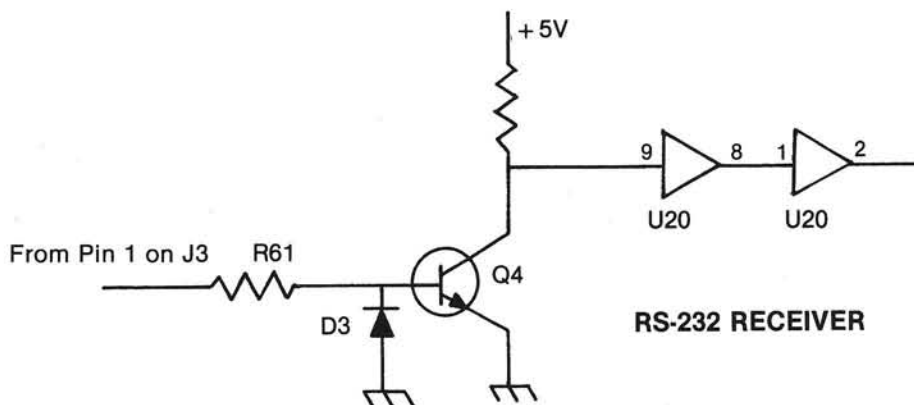 +5V
9 8 1 2
U20 U20
From Pin 1 on J3 R61
Q4
D3
RS-232 RECEIVER